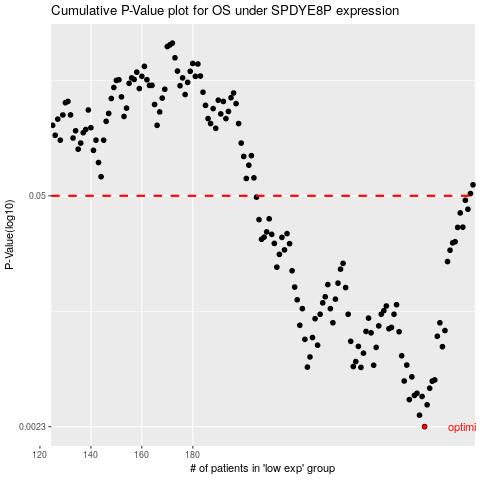 Cumulative P-Value plot for OS under SPDYE8P expression
P-Value(log10)
0.05
0.0023
optimi
120 140 160 180
# of patients in 'low exp' group